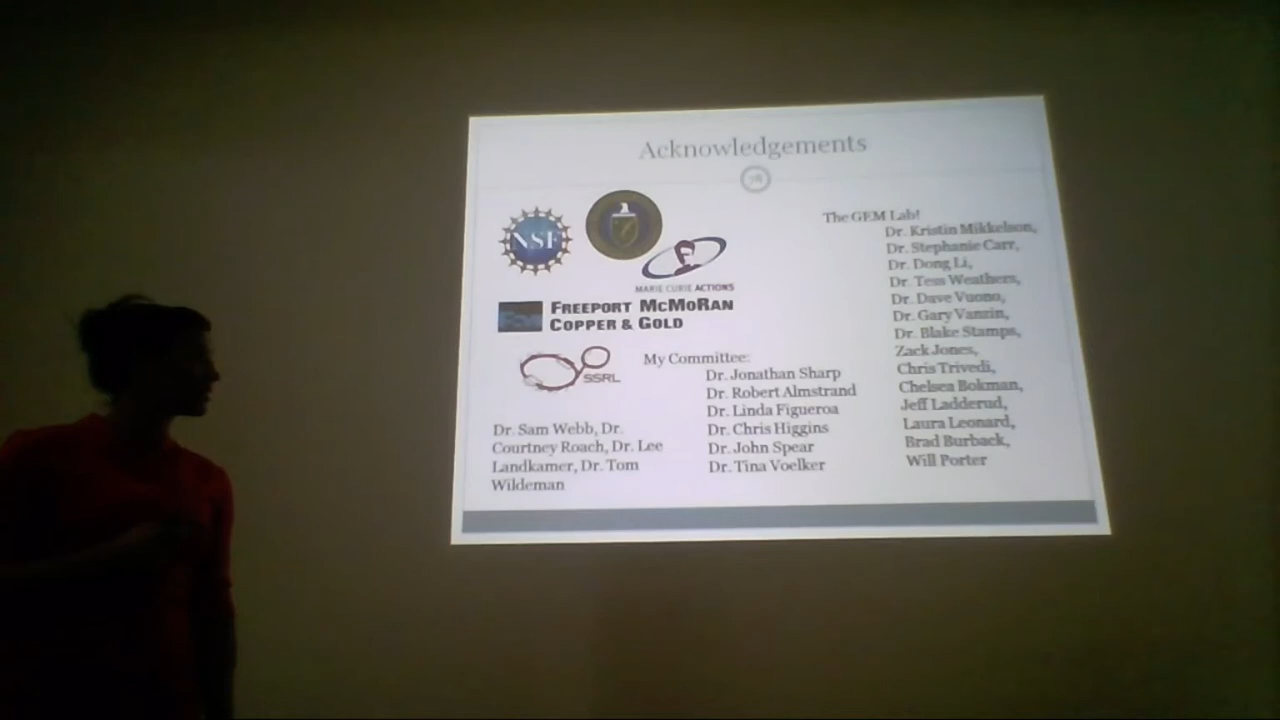 Acknowledgements
NSF
MARIE CURIE ACTIONS
FREEPORT MCMORAN
COPPER & GOLD
SSRL
Dr. Sam Webb, Dr.
Courtney Roach, Dr. Lee
Landkamer, Dr. Tom
Wildeman
My Committee:
Dr. Jonathan Sharp
Dr. Robert Almstrand
Dr. Linda Figueroa
Dr. Chris Higgins
Dr. John Spear
Dr. Tina Voelker
The GEM Lab!
Dr. Kristin Mikkelson,
Dr. Stephanie Carr,
Dr. Dong Li,
Dr. Tess Weathers,
Dr. Dave Vuono,
Dr. Gary Vanzin,
Dr. Blake Stamps,
Zack Jones,
Chris Trivedi,
Chelsea Bokman,
Jeff Ladderud,
Laura Leonard,
Brad Burback,
Will Porter